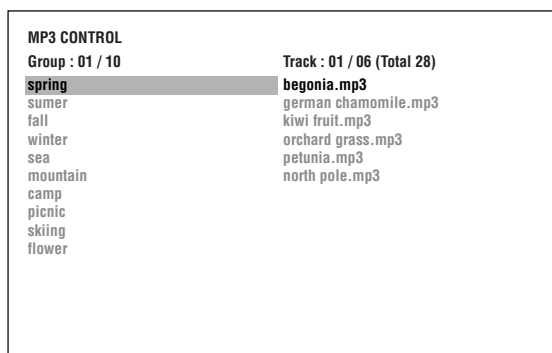 MP3 CONTROL
Group : 01 / 10 Track : 01 / 06 (Total 28)
spring begonia.mp3
sumer german chamomile.mp3
fall kiwi fruit.mp3
winter orchard grass.mp3
sea petunia.mp3
mountain north pole.mp3
camp
picnic
skiing
flower